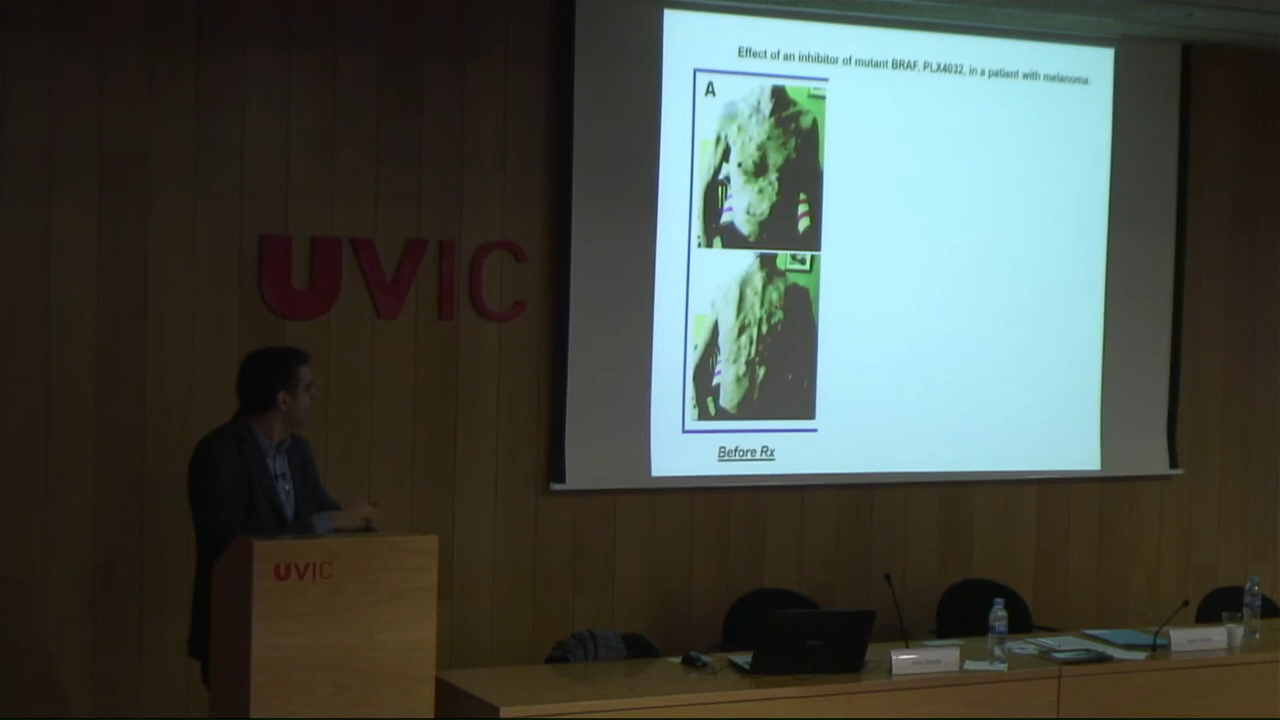 Effect of an inhibitor of mutant BRAF, PLX4032, in a patient with melanoma.
A
Before Rx
UVIC
UVIC